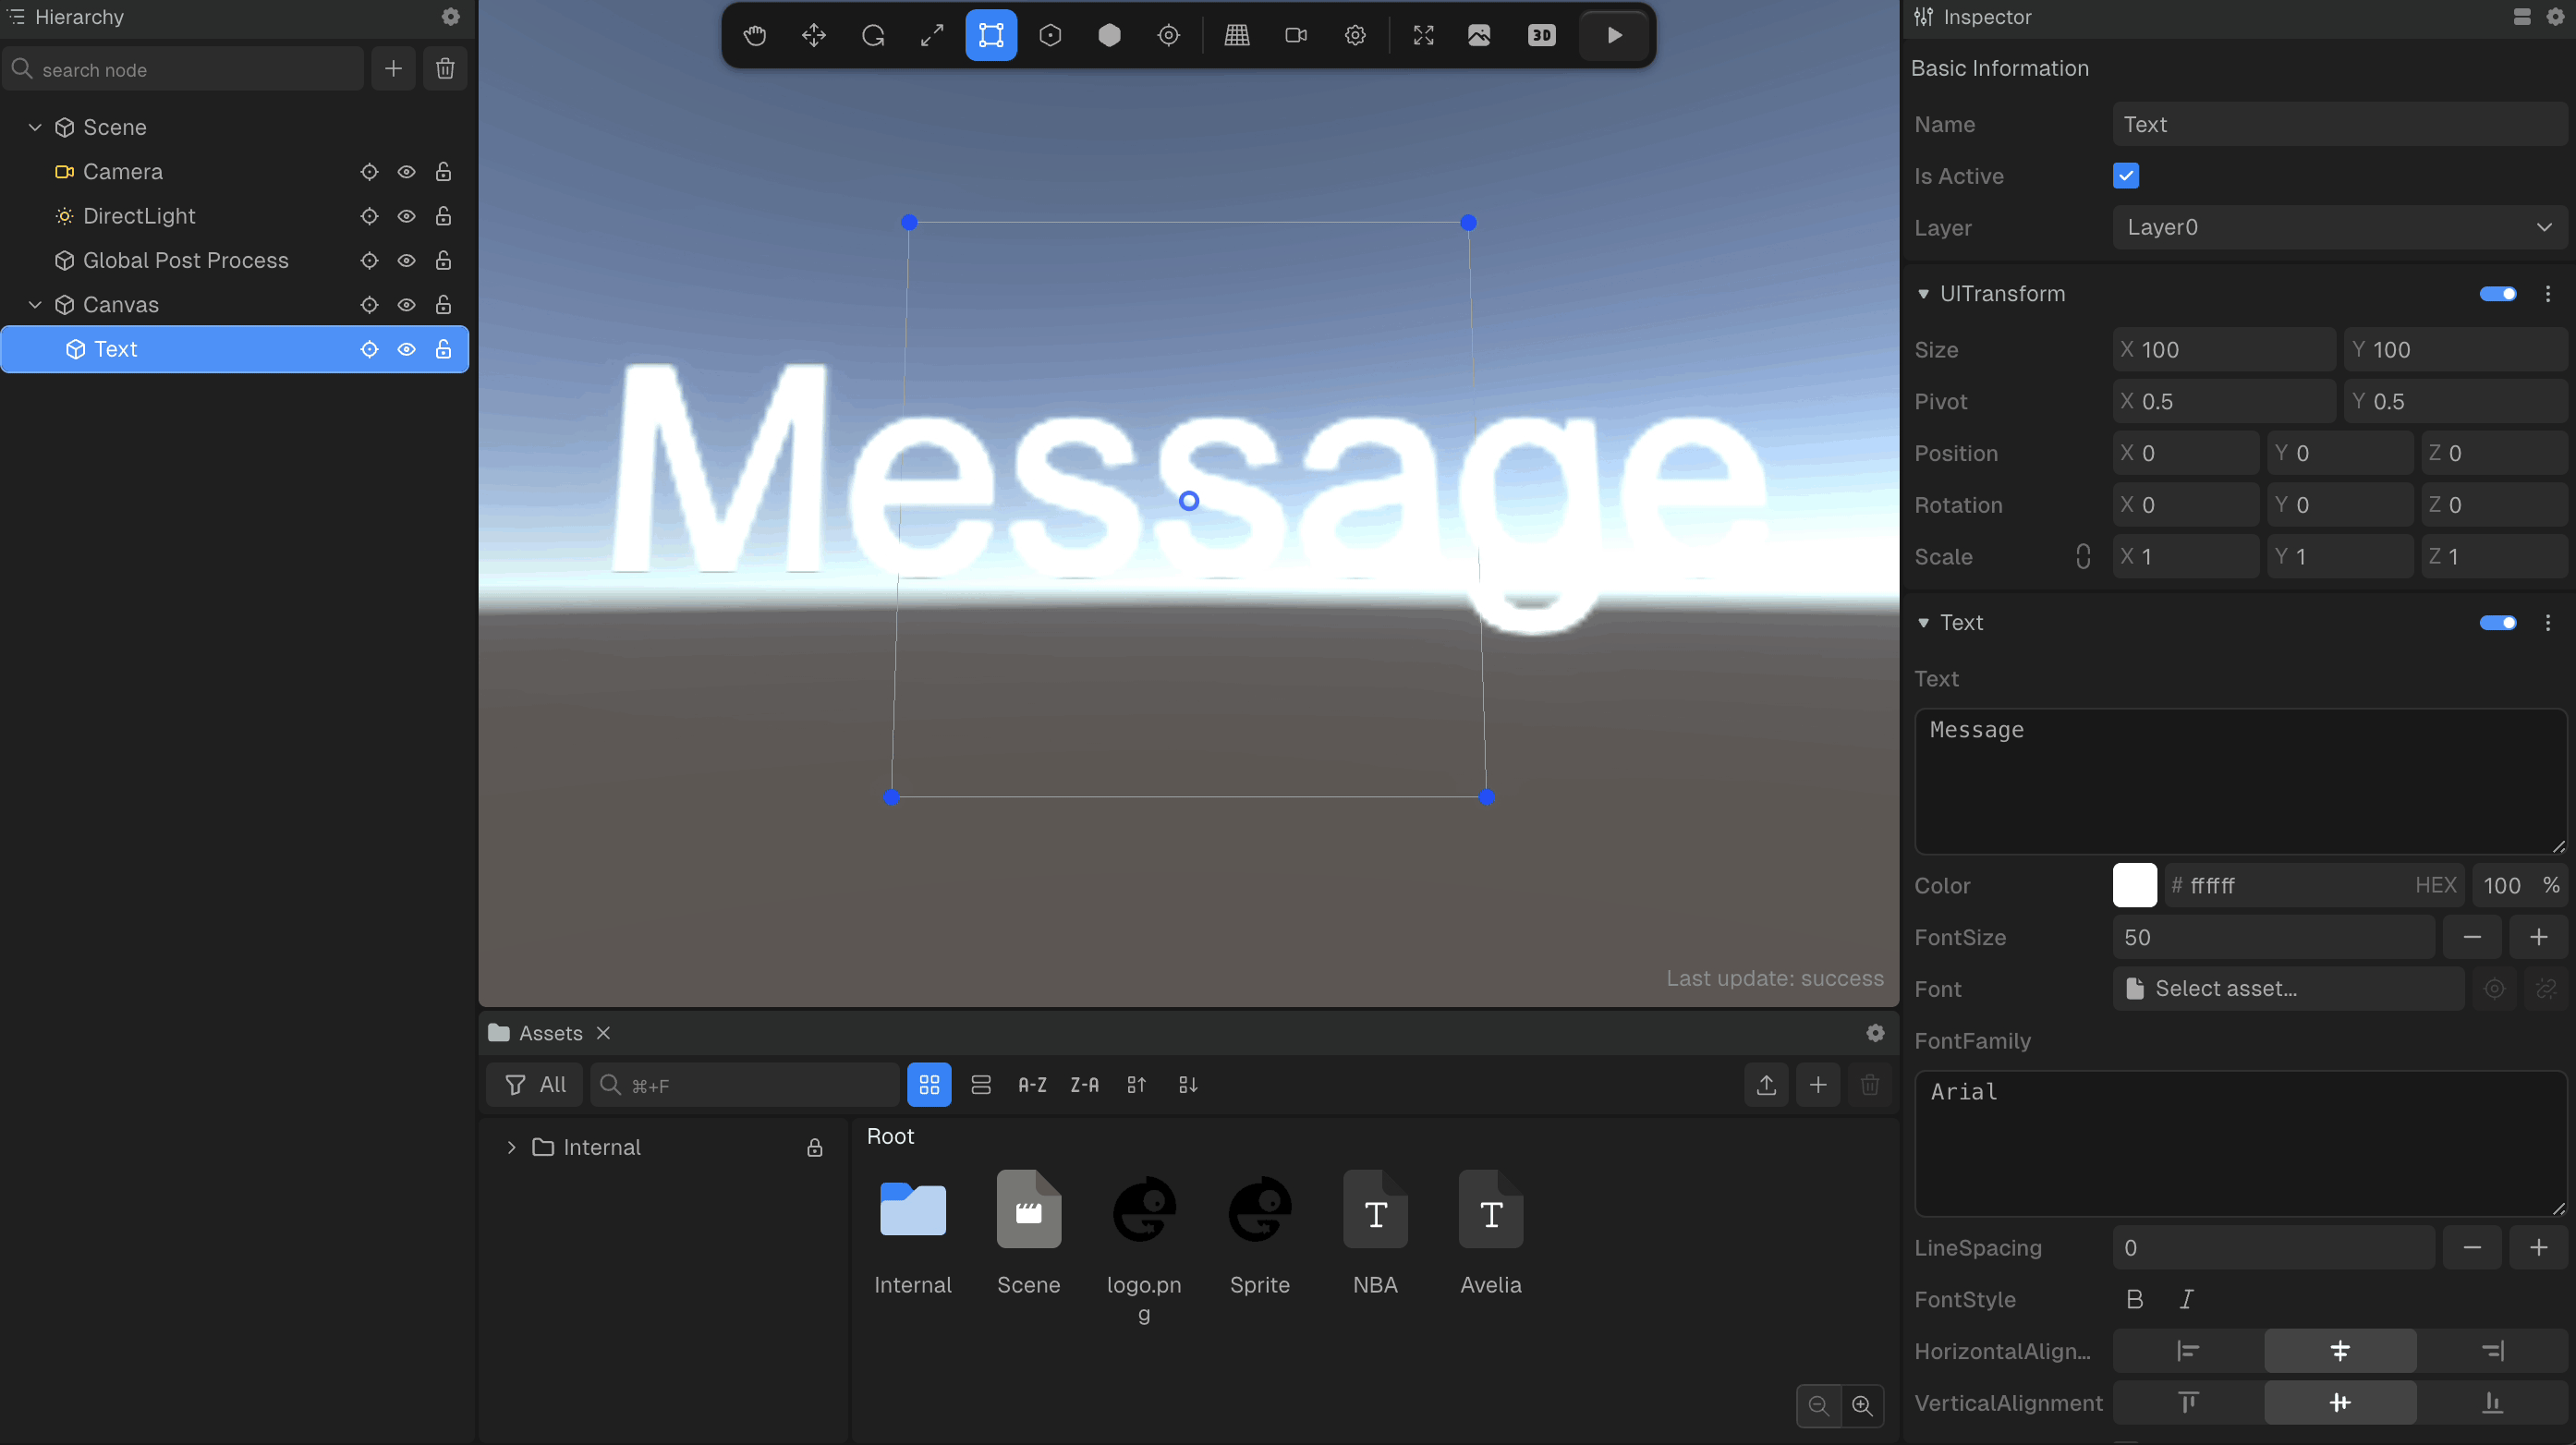 Hierarchy
search node
Scene
Camera
DirectLight
Global Post Process
Canvas
Text
3D
Message
Last update: success
Assets
All
⌘+F
A-Z
Z-A
Internal
Root
Internal
Scene
logo.pn
g
Sprite
T
NBA
T
Avelia
Inspector
Basic Information
Name
Text
Is Active
Layer
Layer0
UITransform
Size X 100 Y 100
Pivot X 0.5 Y 0.5
Position X 0 Y 0 Z 0
Rotation X 0 Y 0 Z 0
Scale X 1 Y 1 Z 1
Text
Text
Message
Color # ffffff HEX 100 %
FontSize 50
Font Select asset...
FontFamily
Arial
LineSpacing 0
FontStyle B I
HorizontalAlign...
VerticalAlignment